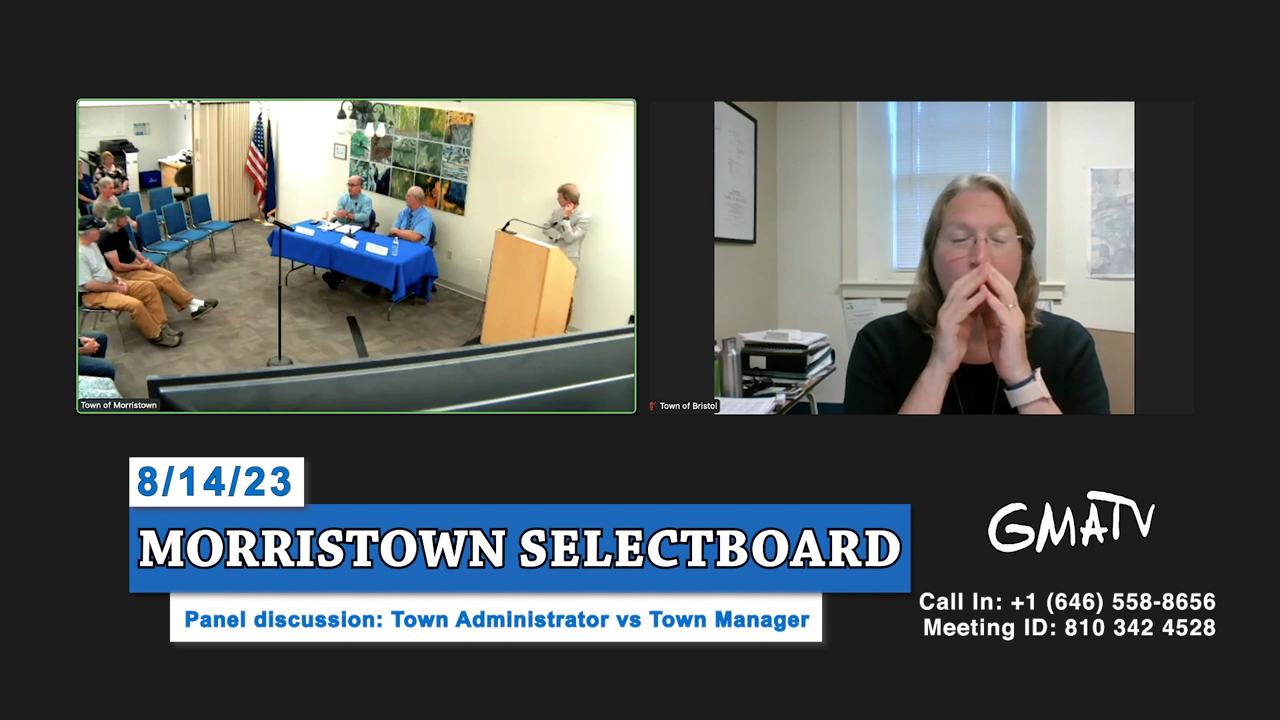 Town of Morristown
Town of Bristol
8/14/23
MORRISTOWN SELECTBOARD
Panel discussion: Town Administrator vs Town Manager
GMATV
Call In: +1 (646) 558-8656
Meeting ID: 810 342 4528